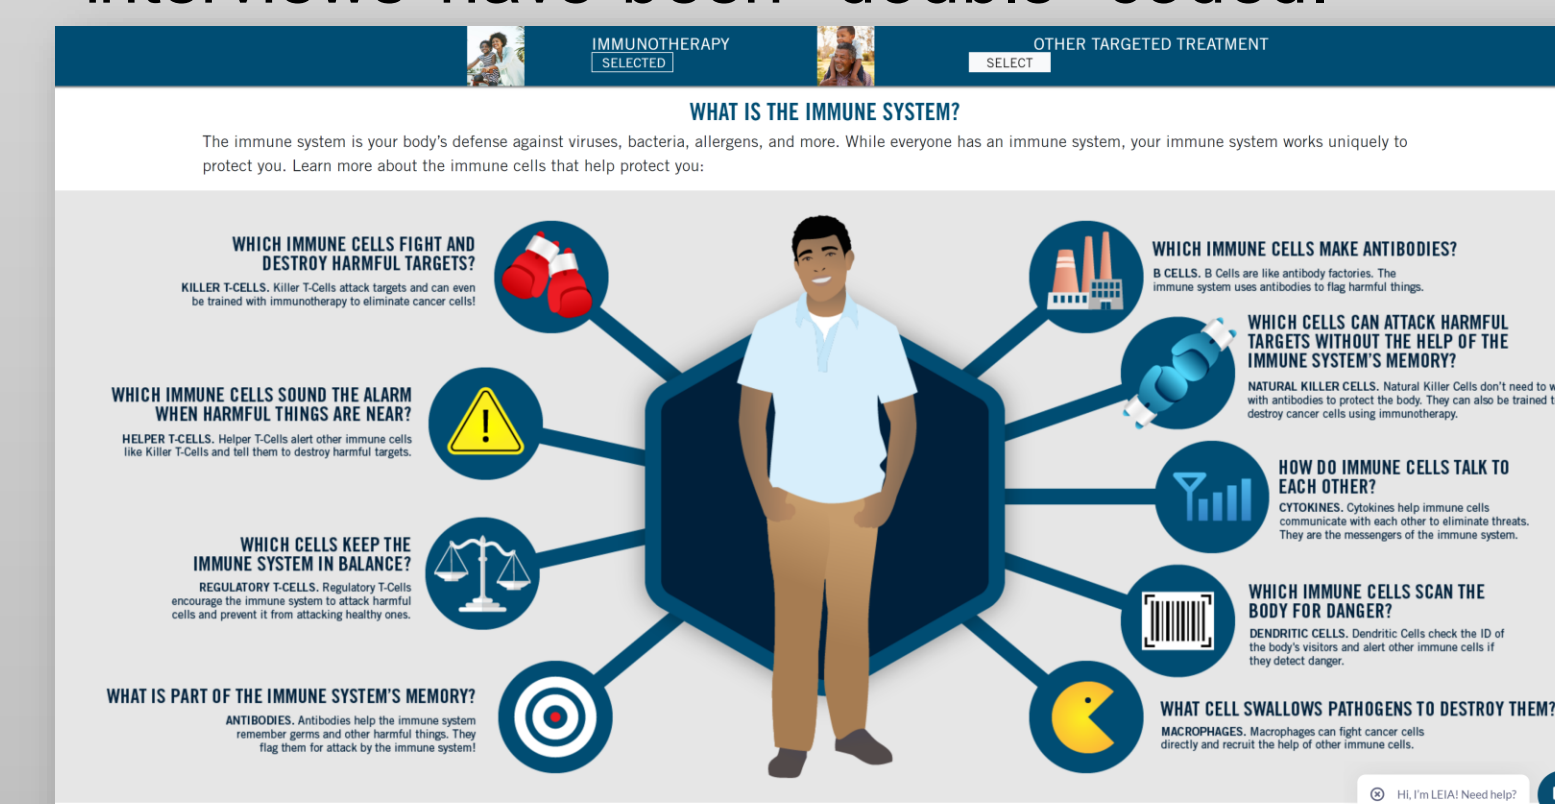 interviews have been "double" coded.
IMMUNOTHERAPY
SELECTED
OTHER TARGETED TREATMENT
SELECT
WHAT IS THE IMMUNE SYSTEM?
The immune system is your body's defense against viruses, bacteria, allergens, and more. While everyone has an immune system, your immune system works uniquely to
protect you. Learn more about the immune cells that help protect you:
WHICH IMMUNE CELLS FIGHT AND
DESTROY HARMFUL TARGETS?
KILLER T-CELLS. Killer T-Cells attack targets and can even
be trained with immunotherapy to eliminate cancer cells!
WHICH IMMUNE CELLS SOUND THE ALARM
WHEN HARMFUL THINGS ARE NEAR?
HELPER T-CELLS. Helper T-Cells alert other immune cells
like Killer T-Cells and tell them to destroy harmful targets.
WHICH CELLS KEEP THE
IMMUNE SYSTEM IN BALANCE?
REGULATORY T-CELLS. Regulatory T-Cells
encourage the immune system to attack harmful
cells and prevent it from attacking healthy ones.
WHAT IS PART OF THE IMMUNE SYSTEM'S MEMORY?
ANTIBODIES. Antibodies help the immune system
remember germs and other harmful things. They
flag them for attack by the immune system!
WHICH IMMUNE CELLS MAKE ANTIBODIES?
B CELLS. B Cells are like antibody factories. The
immune system uses antibodies to flag harmful things.
WHICH CELLS CAN ATTACK HARMFUL
TARGETS WITHOUT THE HELP OF THE
IMMUNE SYSTEM'S MEMORY?
NATURAL KILLER CELLS. Natural Killer Cells don't need to
with antibodies to protect the body. They can also be trained
destroy cancer cells using immunotherapy.
HOW DO IMMUNE CELLS TALK TO
EACH OTHER?
CYTOKINES. Cytokines help immune cells
communicate with each other to eliminate threats.
They are the messengers of the immune system.
WHICH IMMUNE CELLS SCAN THE
BODY FOR DANGER?
DENDRITIC CELLS. Dendritic Cells check the ID of
the body's visitors and alert other immune cells if
they detect danger.
WHAT CELL SWALLOWS PATHOGENS TO DESTROY THEM?
MACROPHAGES. Macrophages can fight cancer cells
directly and recruit the help of other immune cells.
Hi, I'm LEIA! Need help?